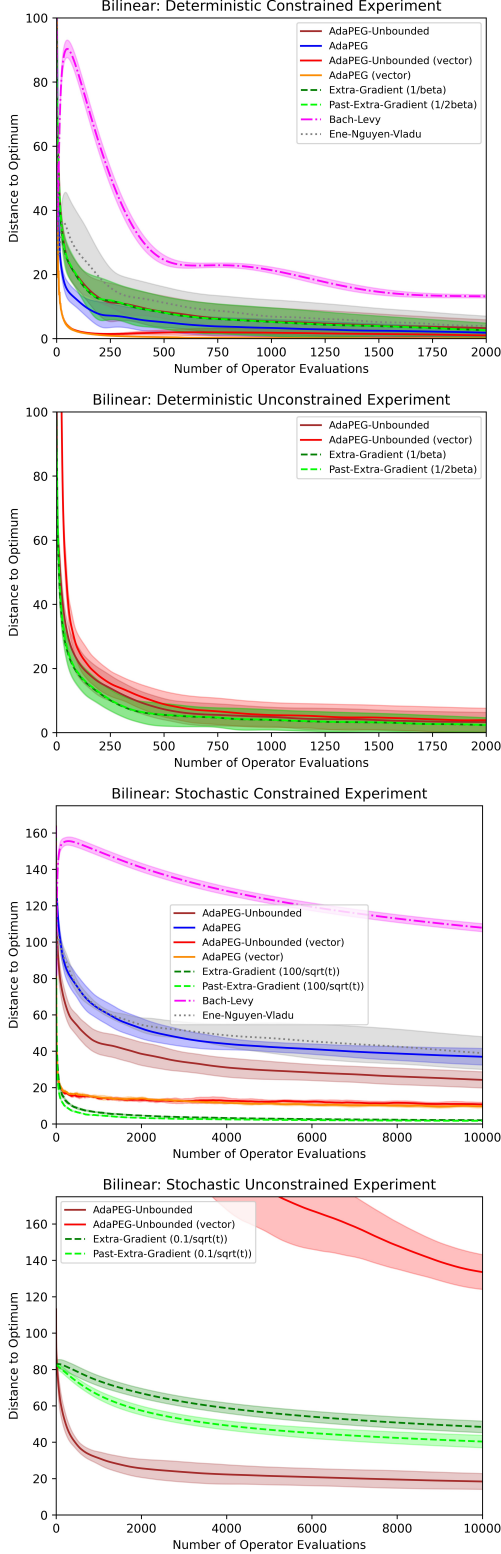 Bilinear: Deterministic Constrained Experiment
100
80
60
40
20
0
Distance to Optimum
AdaPEG-Unbounded
AdaPEG
AdaPEG-Unbounded (vector)
AdaPEG (vector)
Extra-Gradient (1/beta)
Past-Extra-Gradient (1/2beta)
Bach-Levy
Ene-Nguyen-Vladu
0 250 500 750 1000 1250 1500 1750 2000
Number of Operator Evaluations
Bilinear: Deterministic Unconstrained Experiment
100
80
60
40
20
0
Distance to Optimum
AdaPEG-Unbounded
AdaPEG-Unbounded (vector)
Extra-Gradient (1/beta)
Past-Extra-Gradient (1/2beta)
0 250 500 750 1000 1250 1500 1750 2000
Number of Operator Evaluations
Bilinear: Stochastic Constrained Experiment
160
140
120
100
80
60
40
20
0
Distance to Optimum
AdaPEG-Unbounded
AdaPEG
AdaPEG-Unbounded (vector)
AdaPEG (vector)
Extra-Gradient (100/sqrt(t))
Past-Extra-Gradient (100/sqrt(t))
Bach-Levy
Ene-Nguyen-Vladu
0 2000 4000 6000 8000 10000
Number of Operator Evaluations
Bilinear: Stochastic Unconstrained Experiment
160
140
120
100
80
60
40
20
0
Distance to Optimum
AdaPEG-Unbounded
AdaPEG-Unbounded (vector)
Extra-Gradient (0.1/sqrt(t))
Past-Extra-Gradient (0.1/sqrt(t))
0 2000 4000 6000 8000 10000
Number of Operator Evaluations